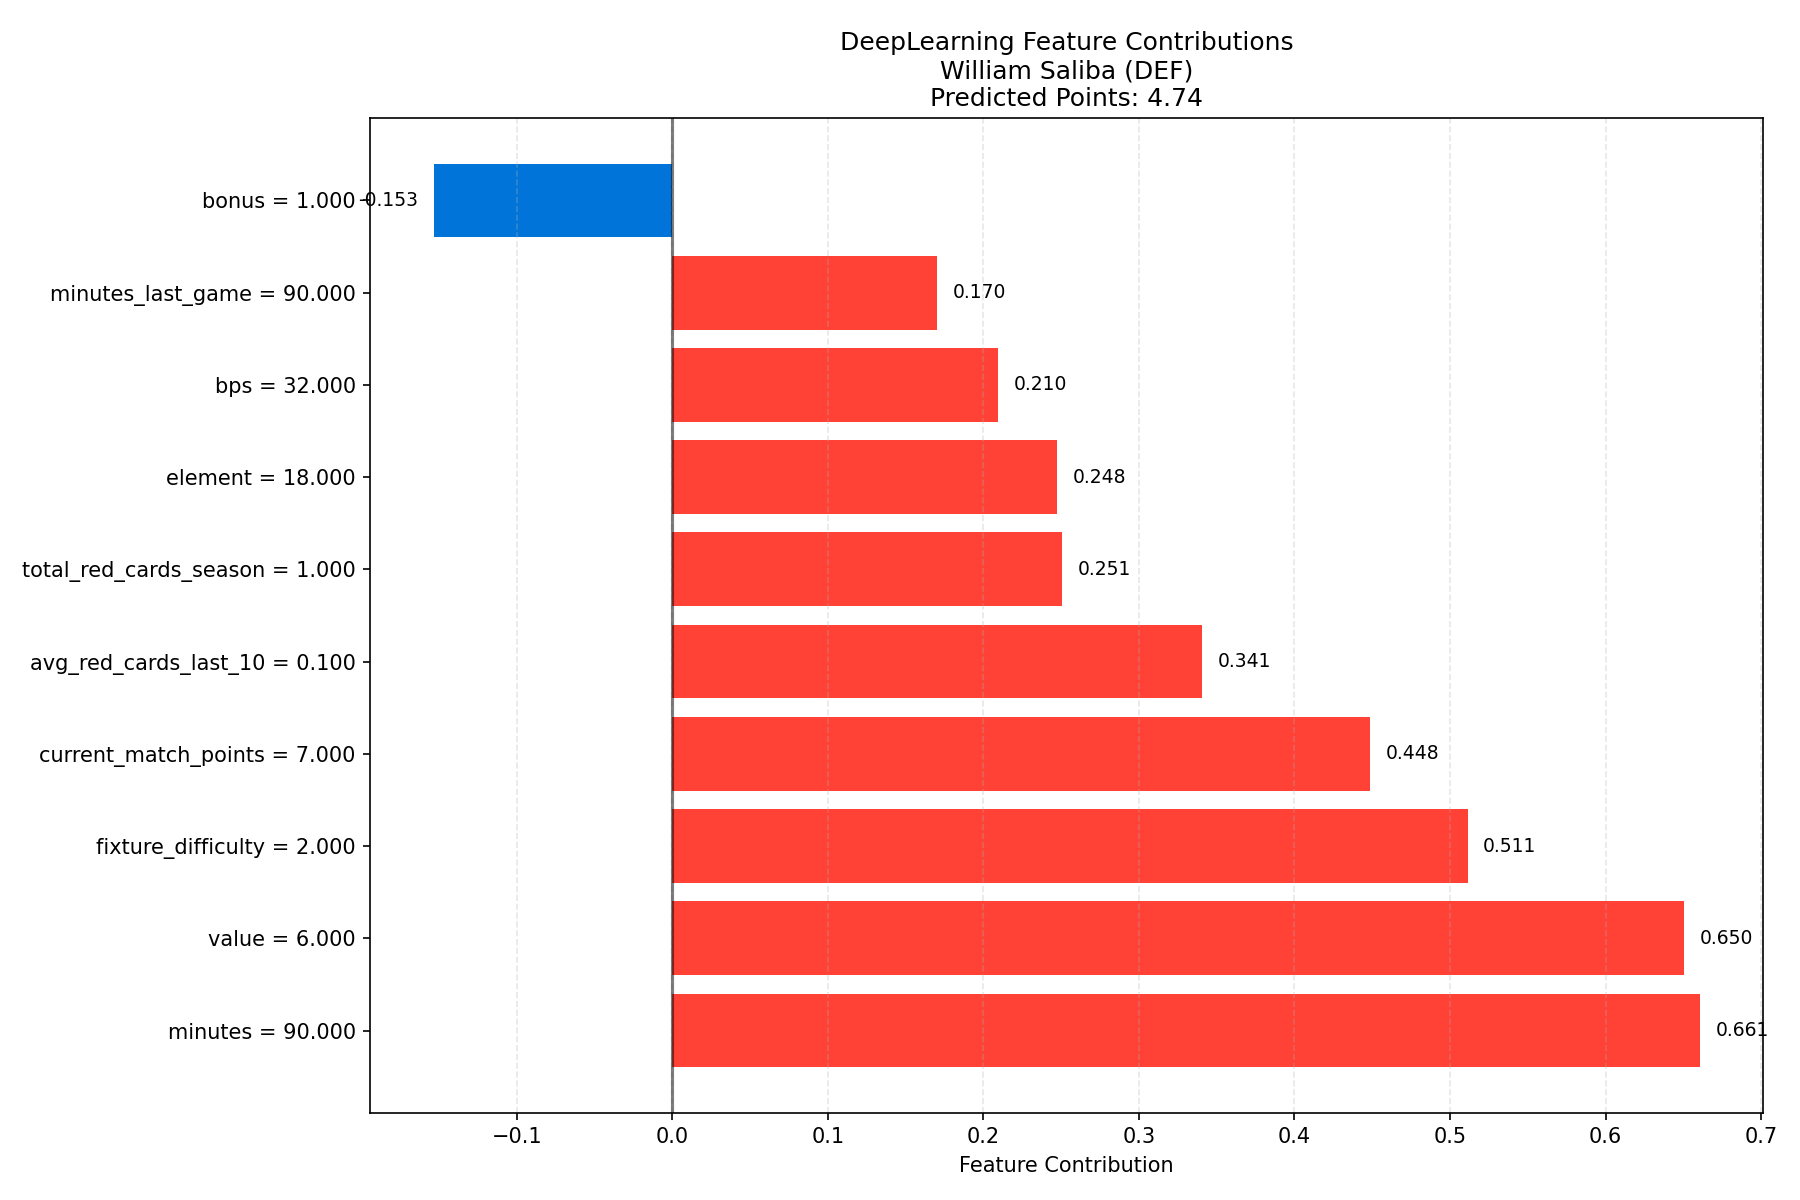 DeepLearning Feature Contributions
William Saliba (DEF)
Predicted Points: 4.74
bonus = 1.000 -0.153
minutes_last_game = 90.000 0.170
bps = 32.000 0.210
element = 18.000 0.248
total_red_cards_season = 1.000 0.251
avg_red_cards_last_10 = 0.100 0.341
current_match_points = 7.000 0.448
fixture_difficulty = 2.000 0.511
value = 6.000 0.650
minutes = 90.000 0.661
−0.1 0.0 0.1 0.2 0.3 0.4 0.5 0.6 0.7
Feature Contribution